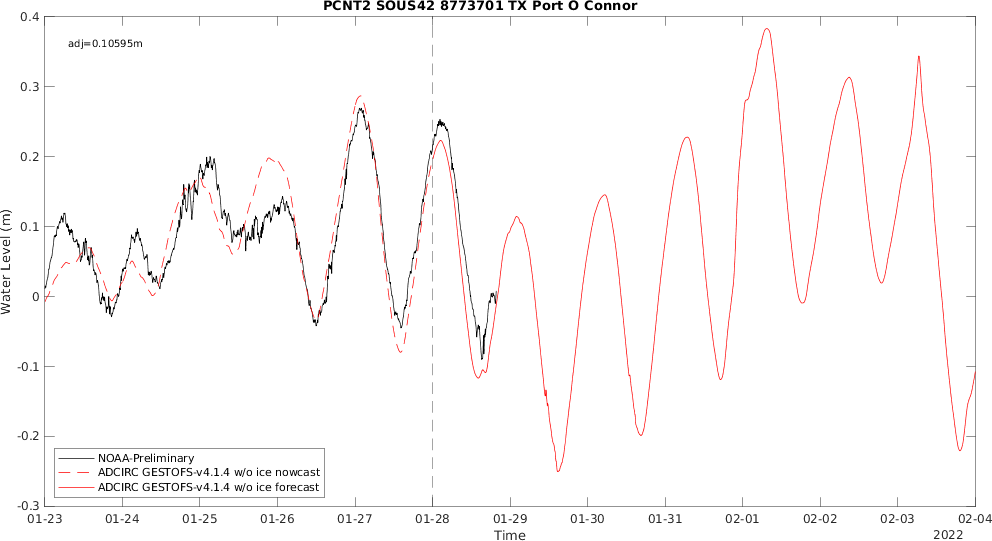 PCNT2 SOUS42 8773701 TX Port O Connor
adj=0.10595m
0.4
0.3
0.2
0.1
0
-0.1
-0.2
-0.3
Water Level (m)
NOAA-Preliminary
ADCIRC GESTOFS-v4.1.4 w/o ice nowcast
ADCIRC GESTOFS-v4.1.4 w/o ice forecast
01-23 01-24 01-25 01-26 01-27 01-28 01-29 01-30 01-31 02-01 02-02 02-03 02-04
Time
2022